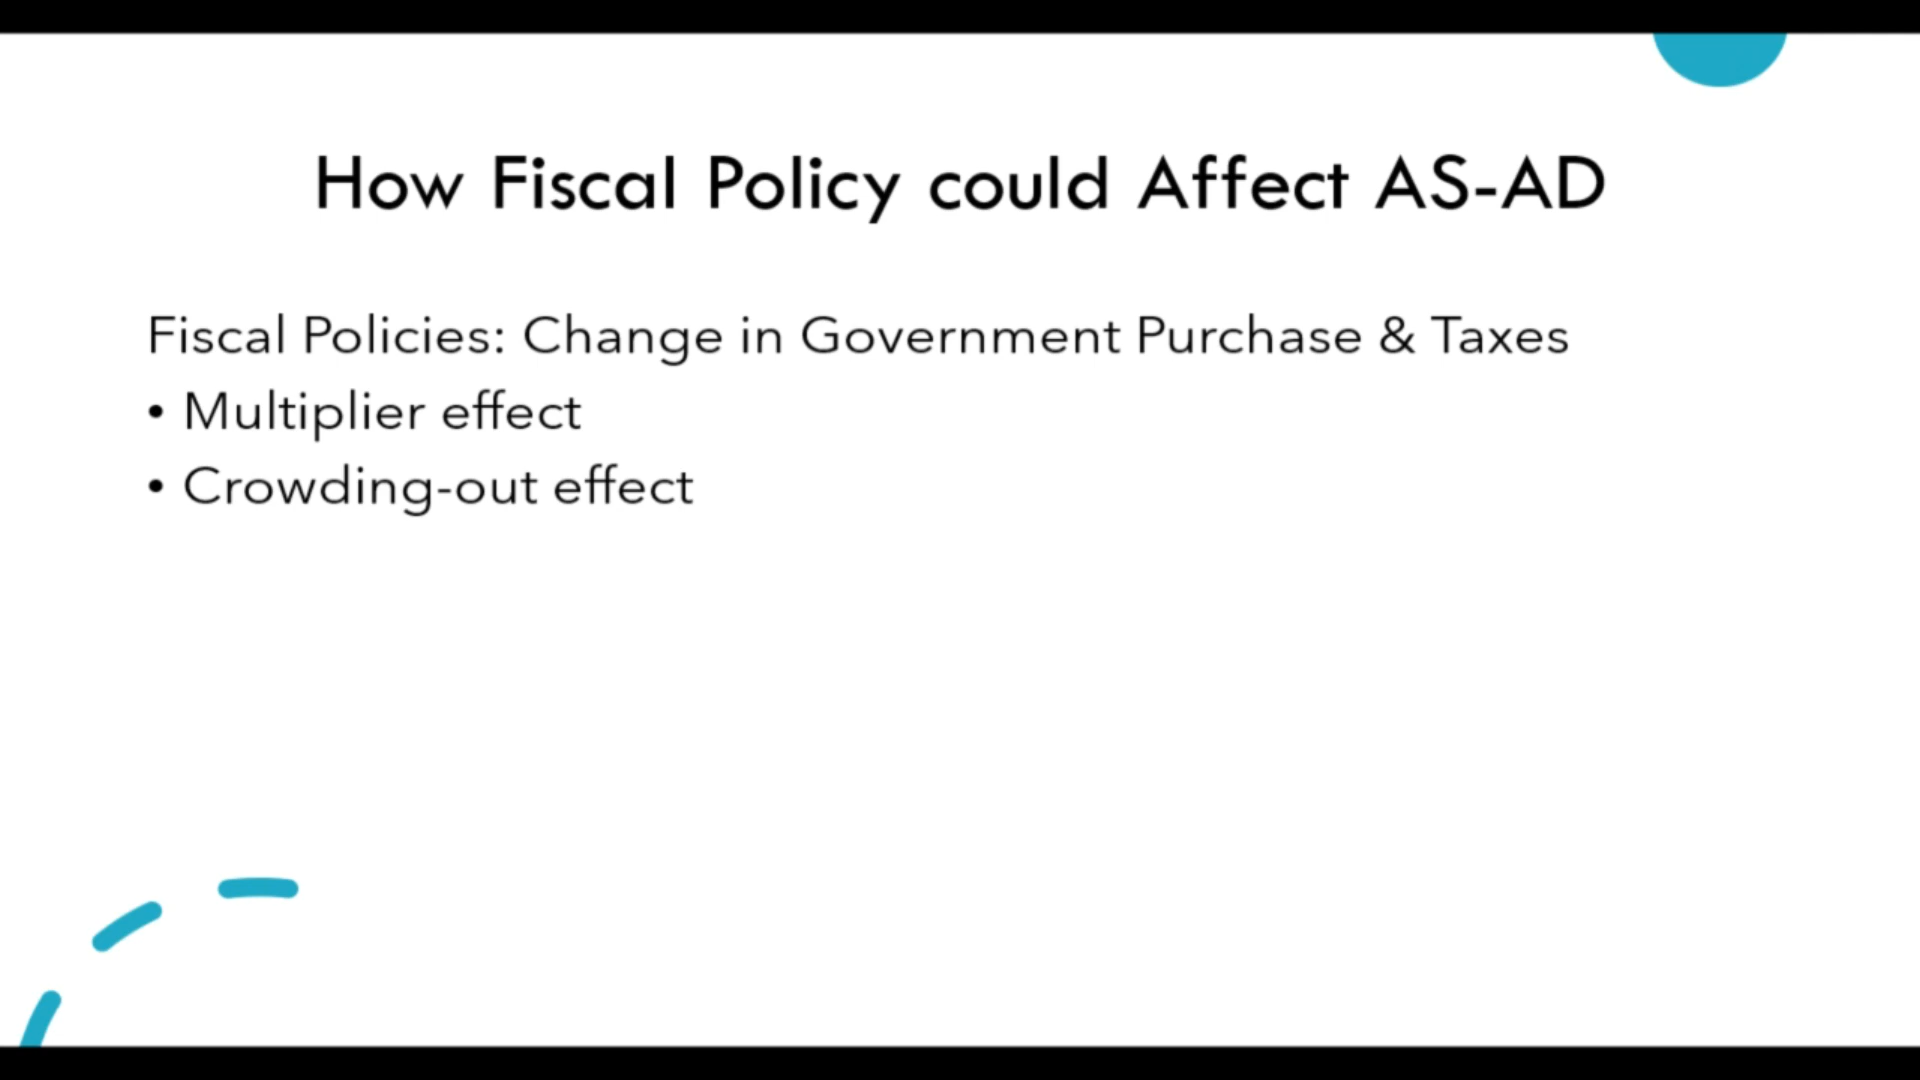 How Fiscal Policy could Affect AS-AD
Fiscal Policies: Change in Government Purchase & Taxes
• Multiplier effect
• Crowding-out effect